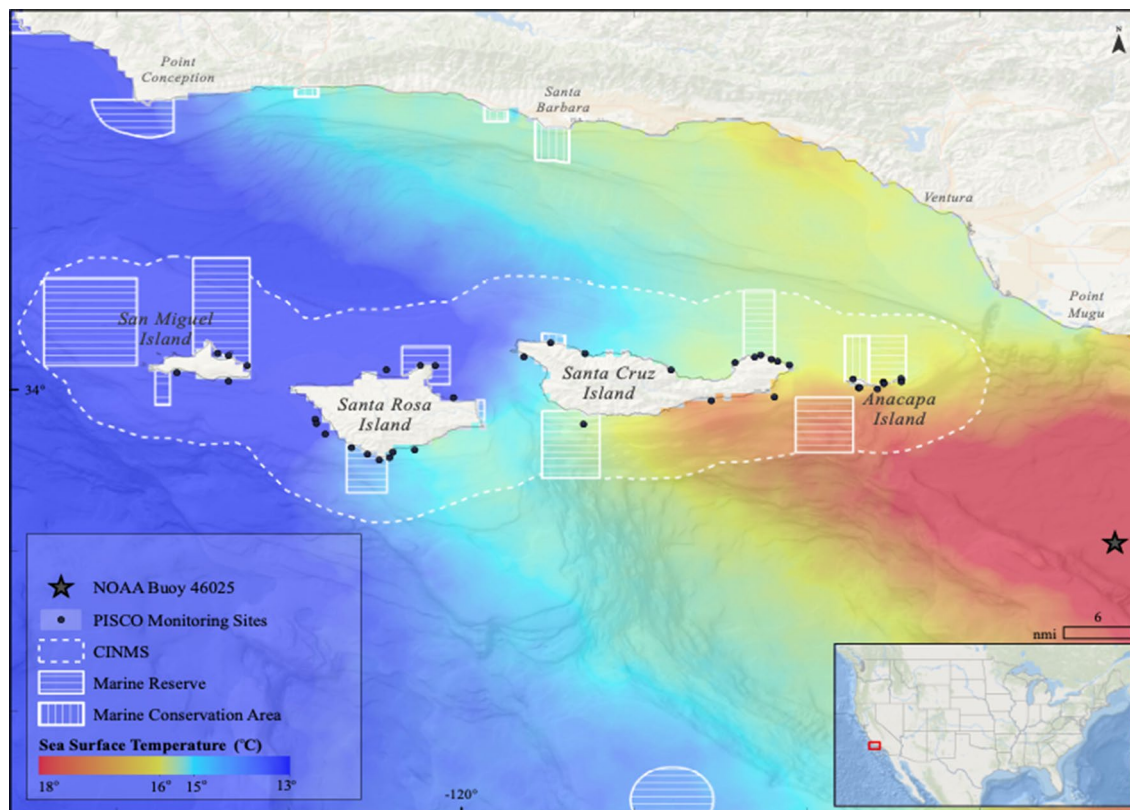 N
Point
Conception
Santa
Barbara
Ventura
Point
Mugu
San Miguel
Island
34°
Santa Rosa
Island
Santa Cruz
Island
Anacapa
Island
NOAA Buoy 46025
PISCO Monitoring Sites
CINMS
Marine Reserve
Marine Conservation Area
Sea Surface Temperature (°C)
18° 16° 15° 13°
-120°
6
nmi